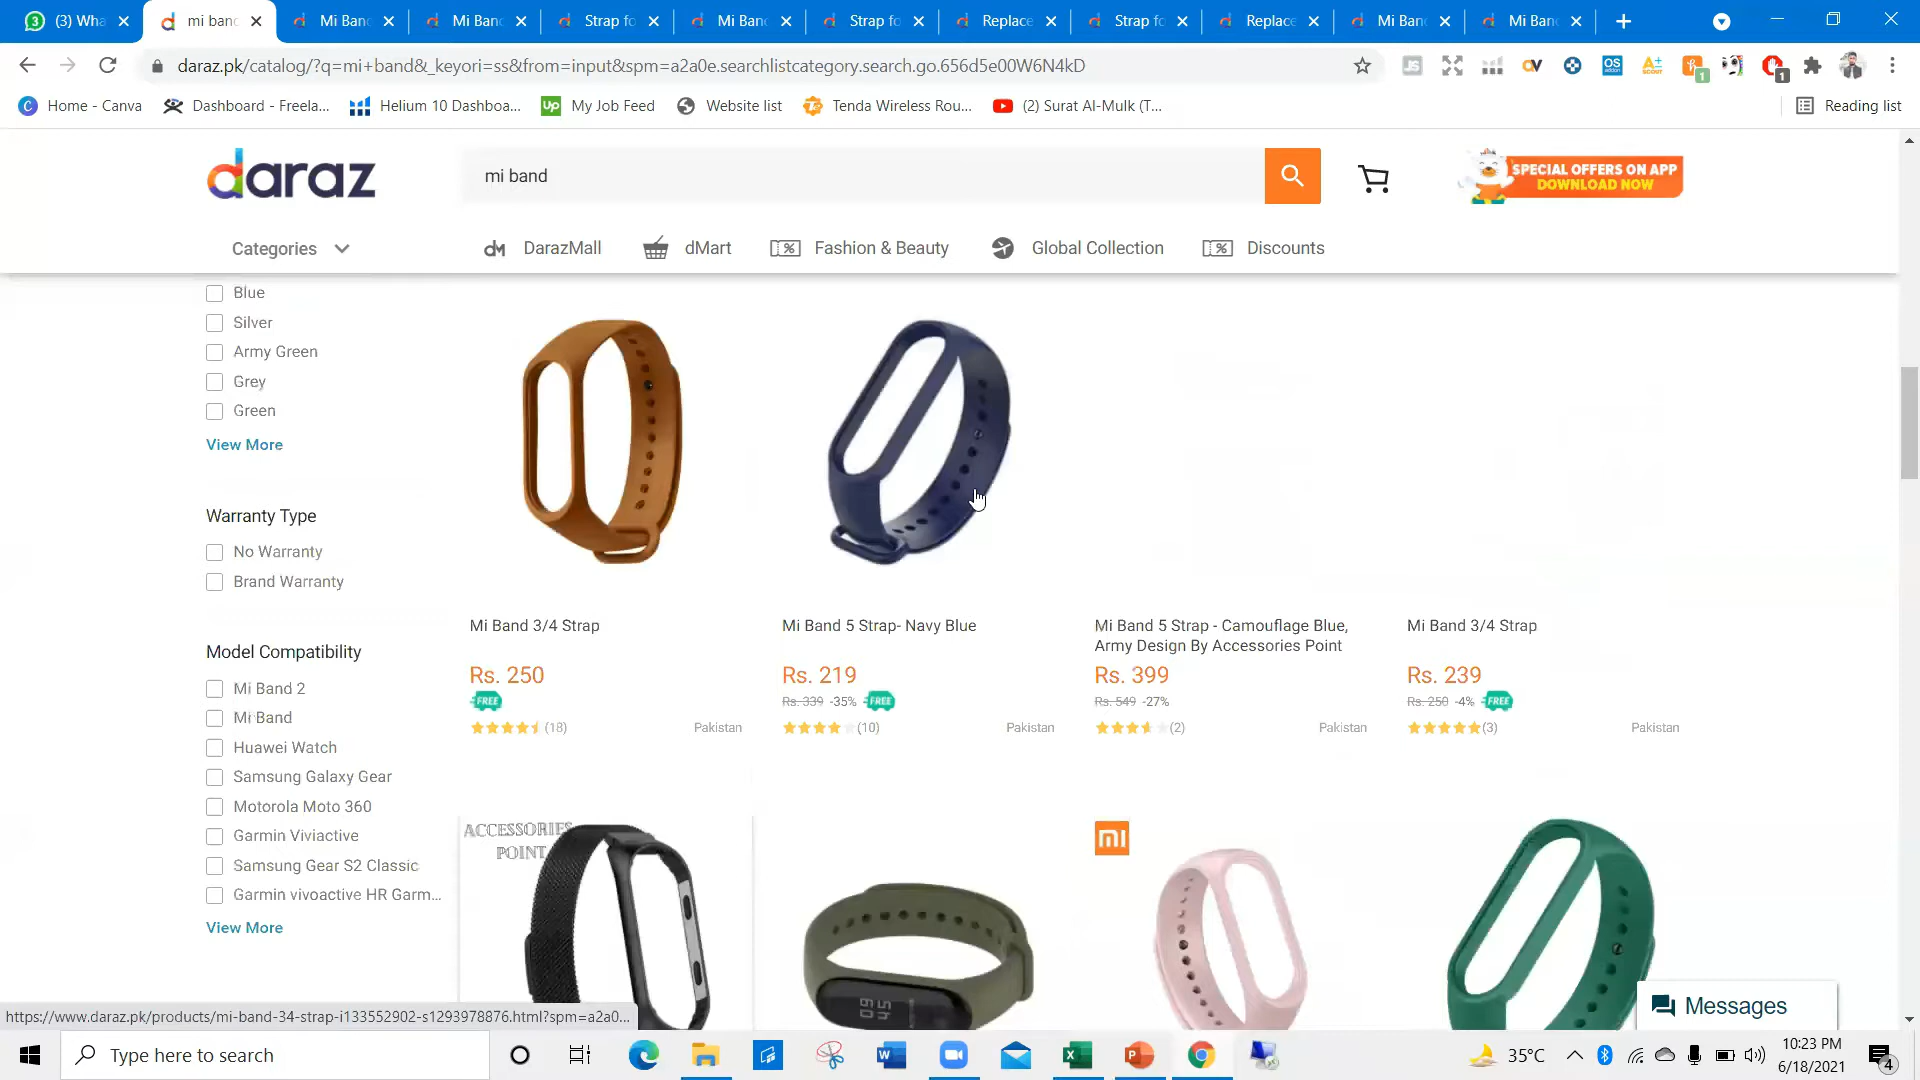 (3) Wha
mi banc
Mi Banc
Mi Banc
Strap fo
Mi Banc
Strap fo
Replace
Strap fo
Replace
Mi Banc
Mi Banc
daraz.pk/catalog/?q=mi+band&_keyori=ss&from=input&spm=a2a0e.searchlistcategory.search.go.656d5e00W6N4kD
Home - Canva
Dashboard - Freela...
Helium 10 Dashboa...
Up
My Job Feed
Website list
Tenda Wireless Rou...
(2) Surat Al-Mulk (T...
Reading list
daraz
mi band
SPECIAL OFFERS ON APP
DOWNLOAD NOW
Categories
DarazMall
dMart
Fashion & Beauty
Global Collection
Discounts
Blue
Silver
Army Green
Grey
Green
View More
Warranty Type
No Warranty
Brand Warranty
Model Compatibility
Mi Band 2
Mi Band
Huawei Watch
Samsung Galaxy Gear
Motorola Moto 360
Garmin Viviactive
Samsung Gear S2 Classic
Garmin vivoactive HR Garm...
View More
Mi Band 3/4 Strap
Rs. 250
FREE
(18)
Pakistan
Mi Band 5 Strap- Navy Blue
Rs. 219
Rs. 339 -35% FREE
(10)
Pakistan
Mi Band 5 Strap - Camouflage Blue,
Army Design By Accessories Point
Rs. 399
Rs. 549 -27%
(2)
Pakistan
Mi Band 3/4 Strap
Rs. 239
Rs. 250 -4% FREE
(3)
Pakistan
ACCESSORIES
POINT
mi
Messages
https://www.daraz.pk/products/mi-band-34-strap-i133552902-s1293978876.html?spm=a2a0...
Type here to search
35°C
10:23 PM
6/18/2021
4